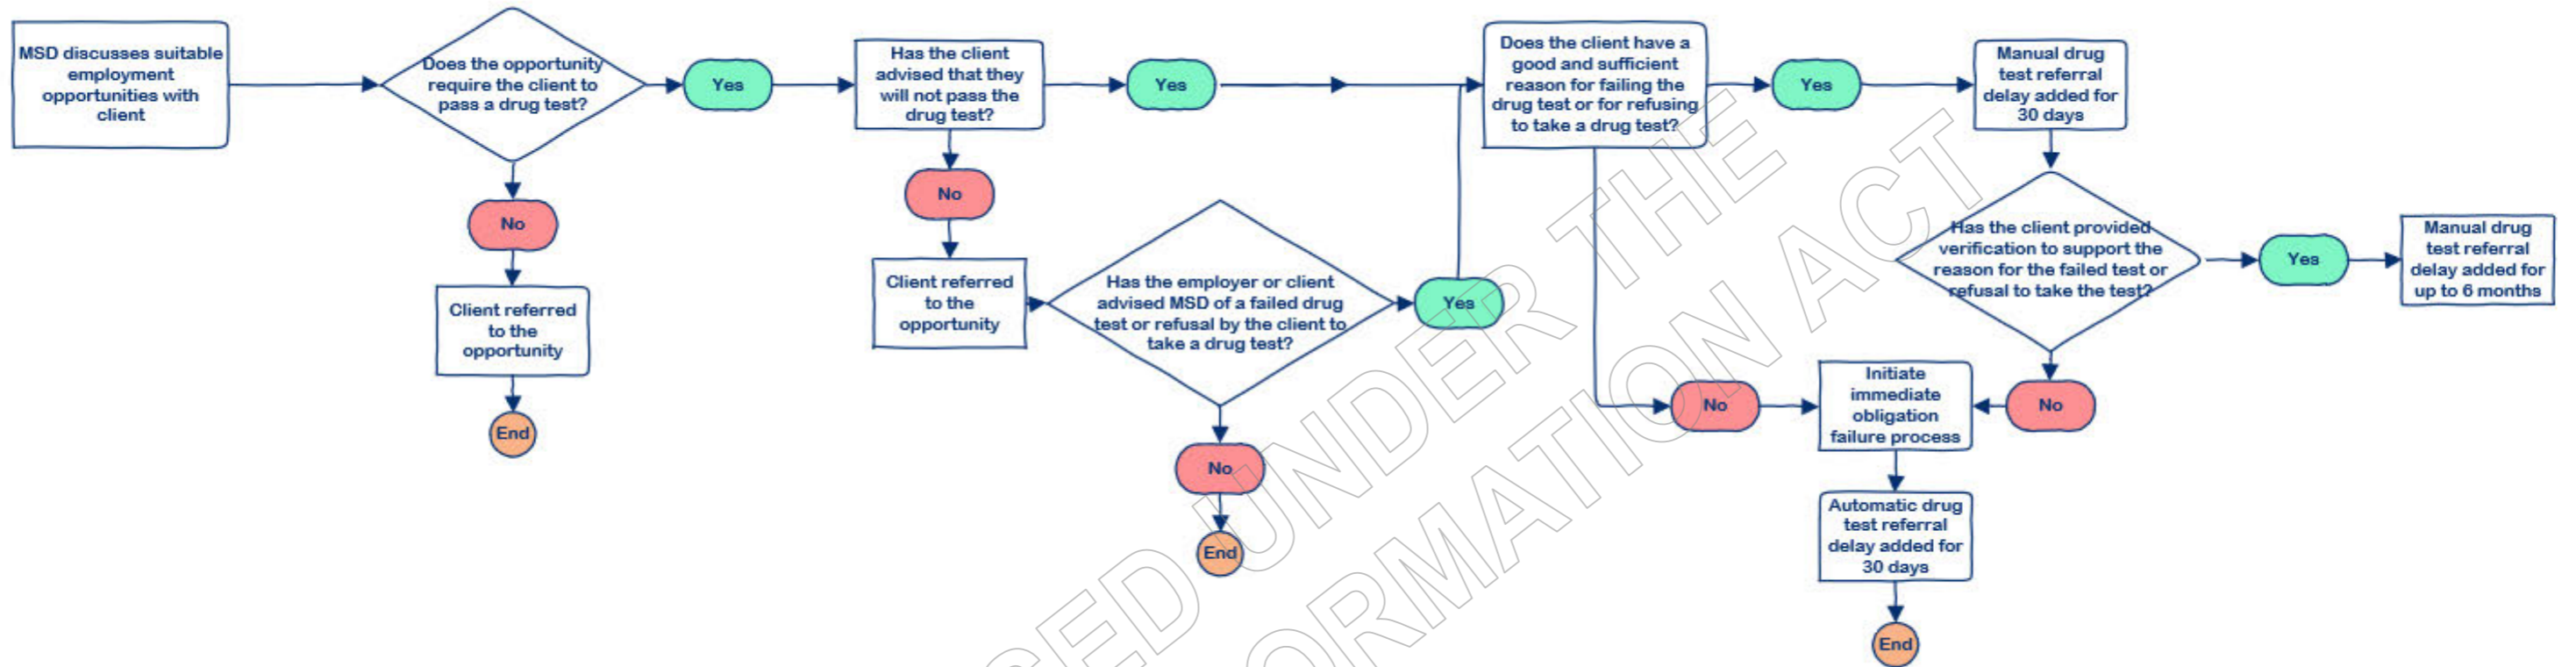 MSD discusses suitable
employment
opportunities with
client
Does the opportunity
require the client to
pass a drug test?
Yes
No
Client referred
to the
opportunity
End
Has the client
advised that they
will not pass the
drug test?
Yes
No
Client referred
to the
opportunity
Has the employer or client
advised MSD of a failed drug
test or refusal by the client to
take a drug test?
Yes
No
End
Does the client have a
good and sufficient
reason for failing the
drug test or for refusing
to take a drug test?
Yes
No
Manual drug
test referral
delay added for
30 days
Has the client provided
verification to support the
reason for the failed test or
refusal to take the test?
Yes
Manual drug
test referral
delay added for
up to 6 months
No
Initiate
immediate
obligation
failure process
Automatic drug
test referral
delay added for
30 days
End
UNDER THE
ACT